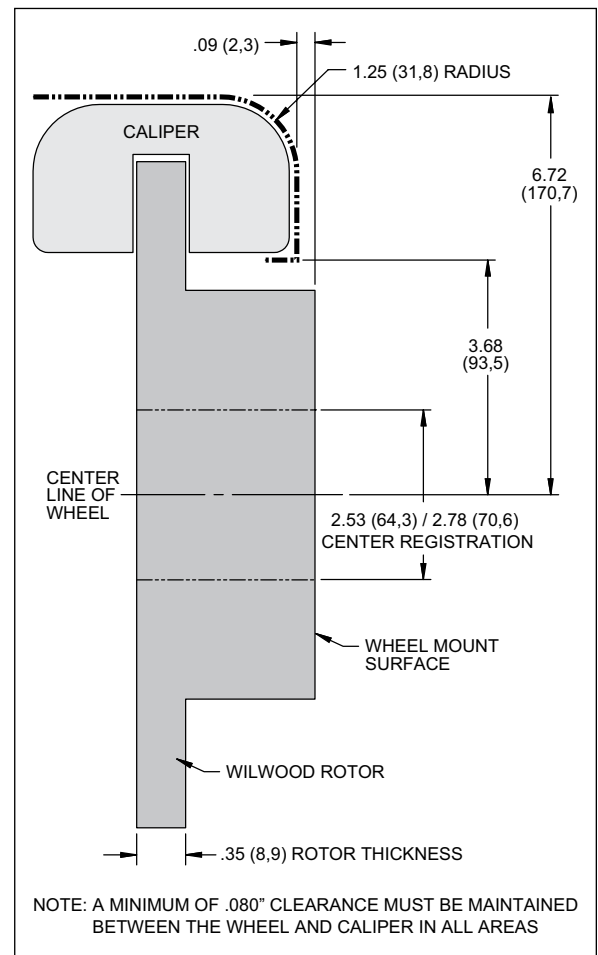 .09 (2,3)
1.25 (31,8) RADIUS
CALIPER
6.72
(170,7)
3.68
(93,5)
CENTER
LINE OF
WHEEL
2.53 (64,3) / 2.78 (70,6)
CENTER REGISTRATION
WHEEL MOUNT
SURFACE
WILWOOD ROTOR
.35 (8,9) ROTOR THICKNESS
NOTE: A MINIMUM OF .080” CLEARANCE MUST BE MAINTAINED
BETWEEN THE WHEEL AND CALIPER IN ALL AREAS